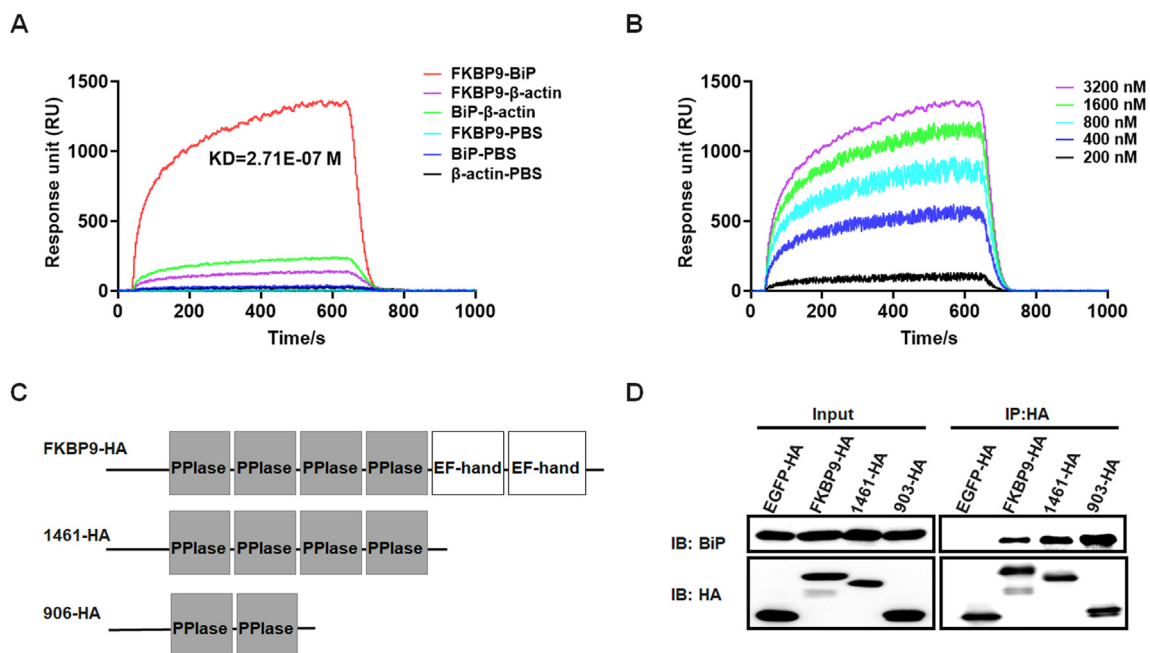 A
1500
1000
500
0
Response unit (RU)
0 200 400 600 800 1000
Time/s
KD=2.71E-07 M
FKBP9-BiP
FKBP9-β-actin
BiP-β-actin
FKBP9-PBS
BiP-PBS
β-actin-PBS
B
1500
1000
500
0
Response unit (RU)
0 200 400 600 800 1000
Time/s
3200 nM
1600 nM
800 nM
400 nM
200 nM
C
FKBP9-HA
PPIase PPIase PPIase PPIase EF-hand EF-hand
1461-HA
PPIase PPIase PPIase PPIase
906-HA
PPIase PPIase
D
Input IP:HA
EGFP-HA FKBP9-HA 1461-HA 903-HA EGFP-HA FKBP9-HA 1461-HA 903-HA
IB: BiP
IB: HA